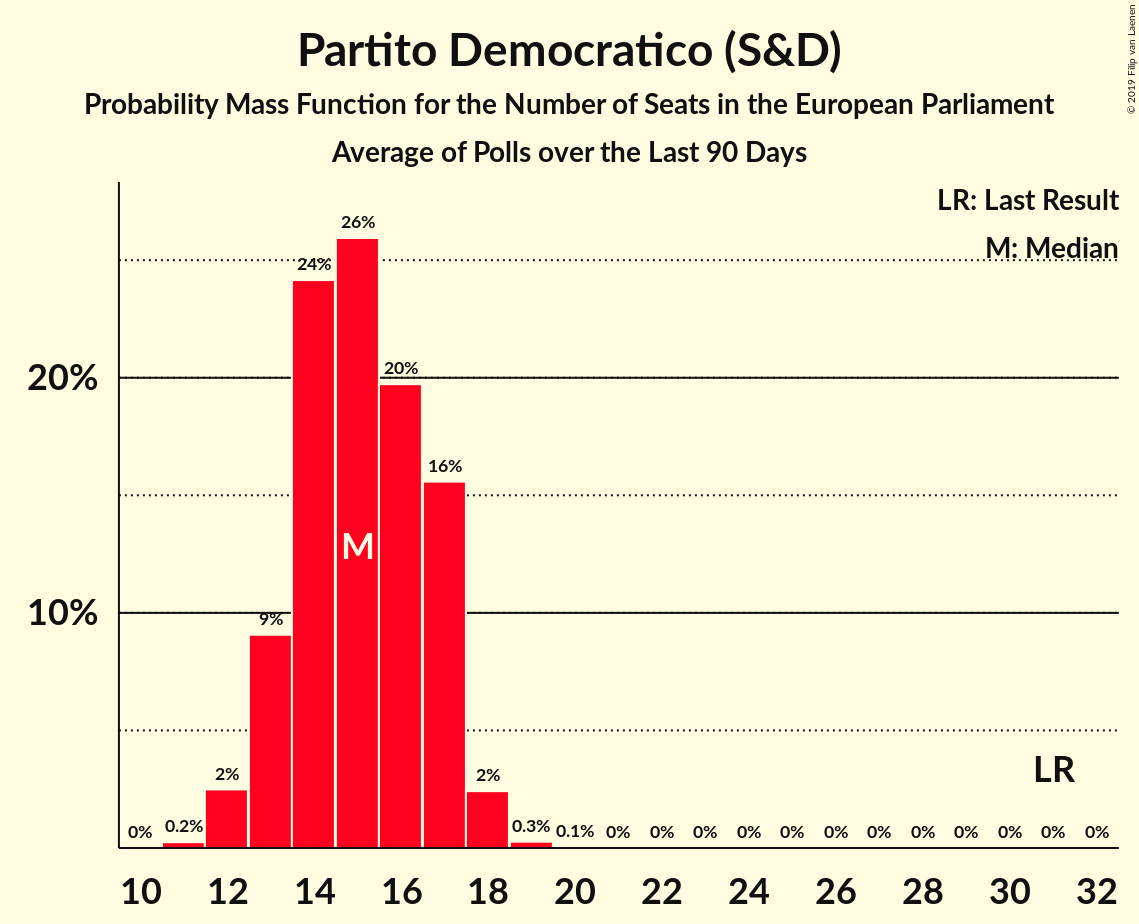 Partito Democratico (S&D)
Probability Mass Function for the Number of Seats in the European Parliament
Average of Polls over the Last 90 Days
© 2019 Filip van Laenen
LR: Last Result
M: Median
26%
24%
20%
20%
16%
M
10%
9%
LR
2%
2%
0% 0.2% 0.3% 0.1% 0% 0% 0% 0% 0% 0% 0% 0% 0% 0% 0% 0%
10 12 14 16 18 20 22 24 26 28 30 32